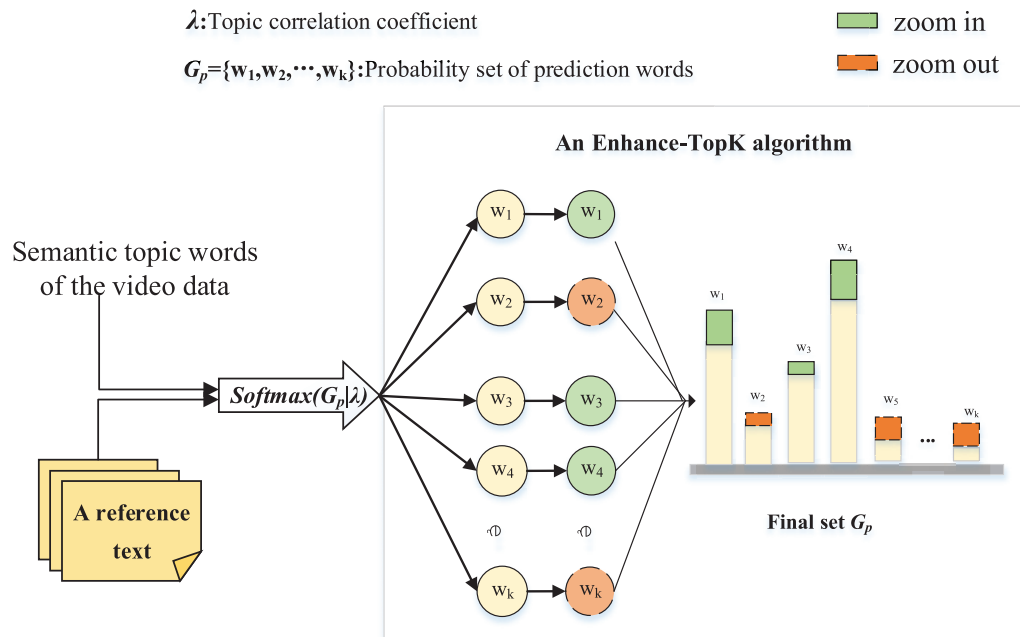 λ:Topic correlation coefficient
zoom in
Gₚ={w₁,w₂,⋯,wₖ}:Probability set of prediction words
zoom out
An Enhance-TopK algorithm
Semantic topic words
of the video data
Softmax(Gₚ|λ)
A reference
text
w₁ w₁
w₂ w₂
w₃ w₃
w₄ w₄
wₖ wₖ
w₁
w₂
w₃
w₄
w₅
...
wₖ
Final set Gₚ